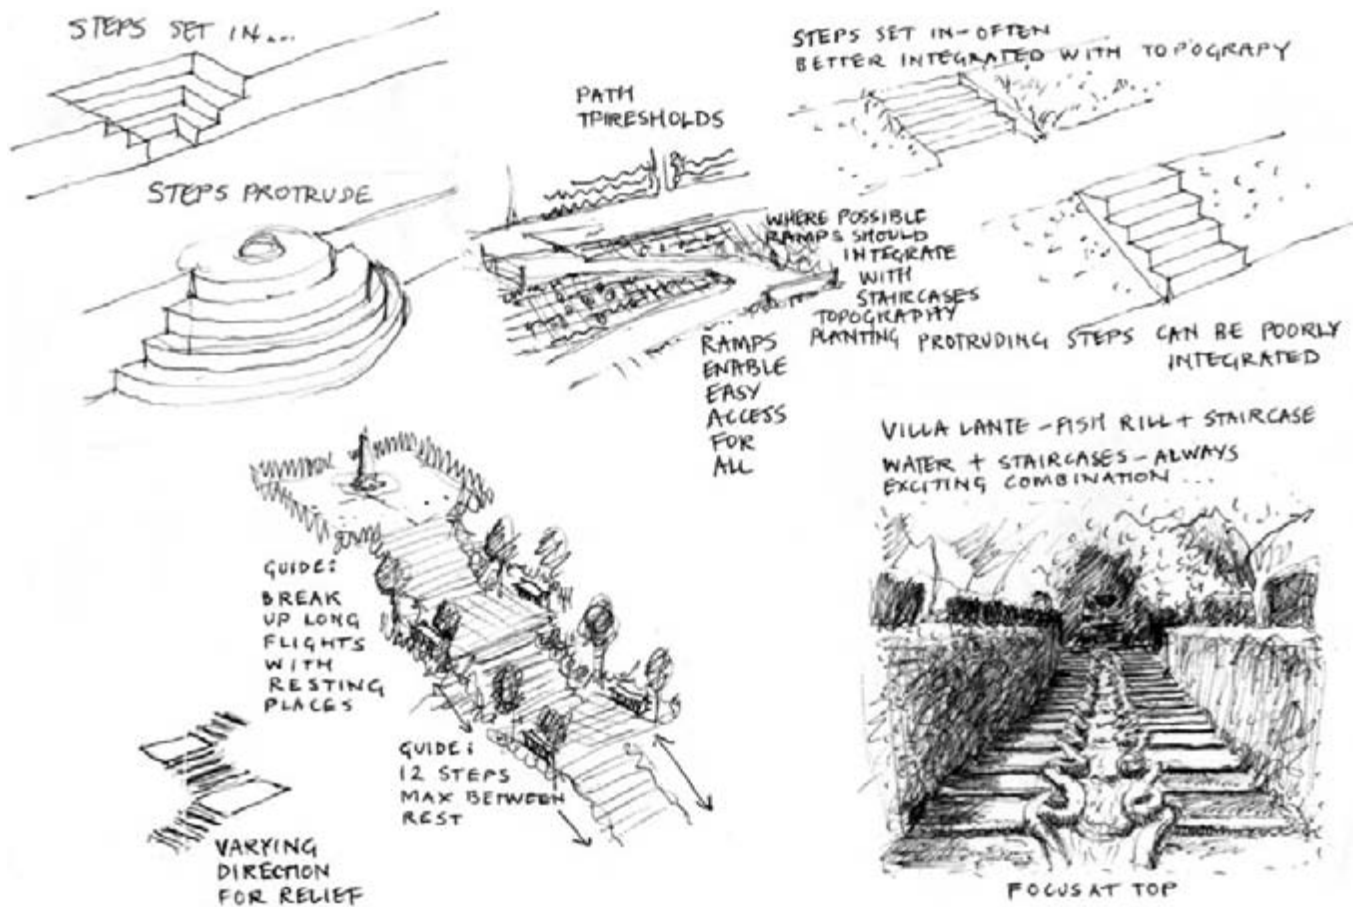 STEPS SET IN...
STEPS SET IN - OFTEN
BETTER INTEGRATED WITH TOPOGRAPY
PATH
TPIRESHOLDS
STEPS PROTRUDE
WHERE POSSIBLE
RAMPS SHOULD
INTEGRATE
WITH
STAIRCASES
TOPOGRAPHY
PLANTING
PROTRUDING STEPS CAN BE POORLY
INTEGRATED
RAMPS
ENABLE
EASY
ACCESS
FOR
ALL
VILLA LANTE - FISH RILL + STAIRCASE
WATER + STAIRCASES - ALWAYS
EXCITING COMBINATION ...
GUIDE:
BREAK
UP LONG
FLIGHTS
WITH
RESTING
PLACES
GUIDE:
12 STEPS
MAX BETWEEN
REST
VARYING
DIRECTION
FOR RELIEF
FOCUS AT TOP